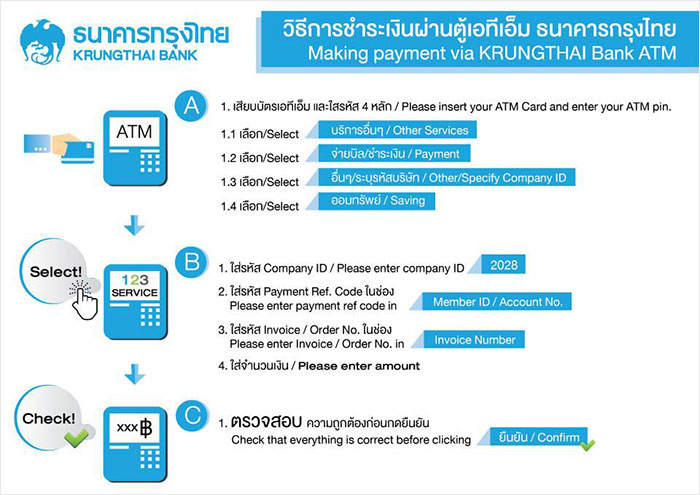 ธนาคารกรุงไทย
KRUNGTHAI BANK
วิธีการชำระเงินผ่านตู้เอทีเอ็ม ธนาคารกรุงไทย
Making payment via KRUNGTHAI Bank ATM
ATM
A
1. เสียบบัตรเอทีเอ็ม และใสรหัส 4 หลัก / Please insert your ATM Card and enter your ATM pin.
1.1 เลือก/Select บริการอื่นๆ / Other Services
1.2 เลือก/Select จ่ายบิล/ชำระเงิน / Payment
1.3 เลือก/Select อื่นๆ/ระบุรหัสบริษัท / Other/Specify Company ID
1.4 เลือก/Select ออมทรัพย์ / Saving
Select!
123
SERVICE
B
1. ใส่รหัส Company ID / Please enter company ID 2028
2. ใส่รหัส Payment Ref. Code ในช่อง
Please enter payment ref code in Member ID / Account No.
3. ใส่รหัส Invoice / Order No. ในช่อง
Please enter Invoice / Order No. in Invoice Number
4. ใส่จำนวนเงิน / Please enter amount
Check!
xxx฿
C
1. ตรวจสอบ ความถูกต้องก่อนกดยืนยัน
Check that everything is correct before clicking ยืนยัน / Confirm